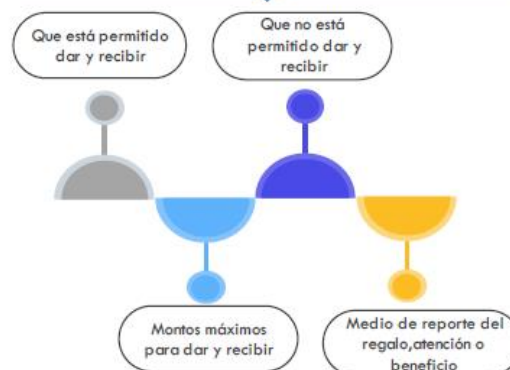 Que está permitido
dar y recibir
Que no está
permitido dar y
recibir
Montos máximos
para dar y recibir
Medio de reporte del
regalo,atención o
beneficio